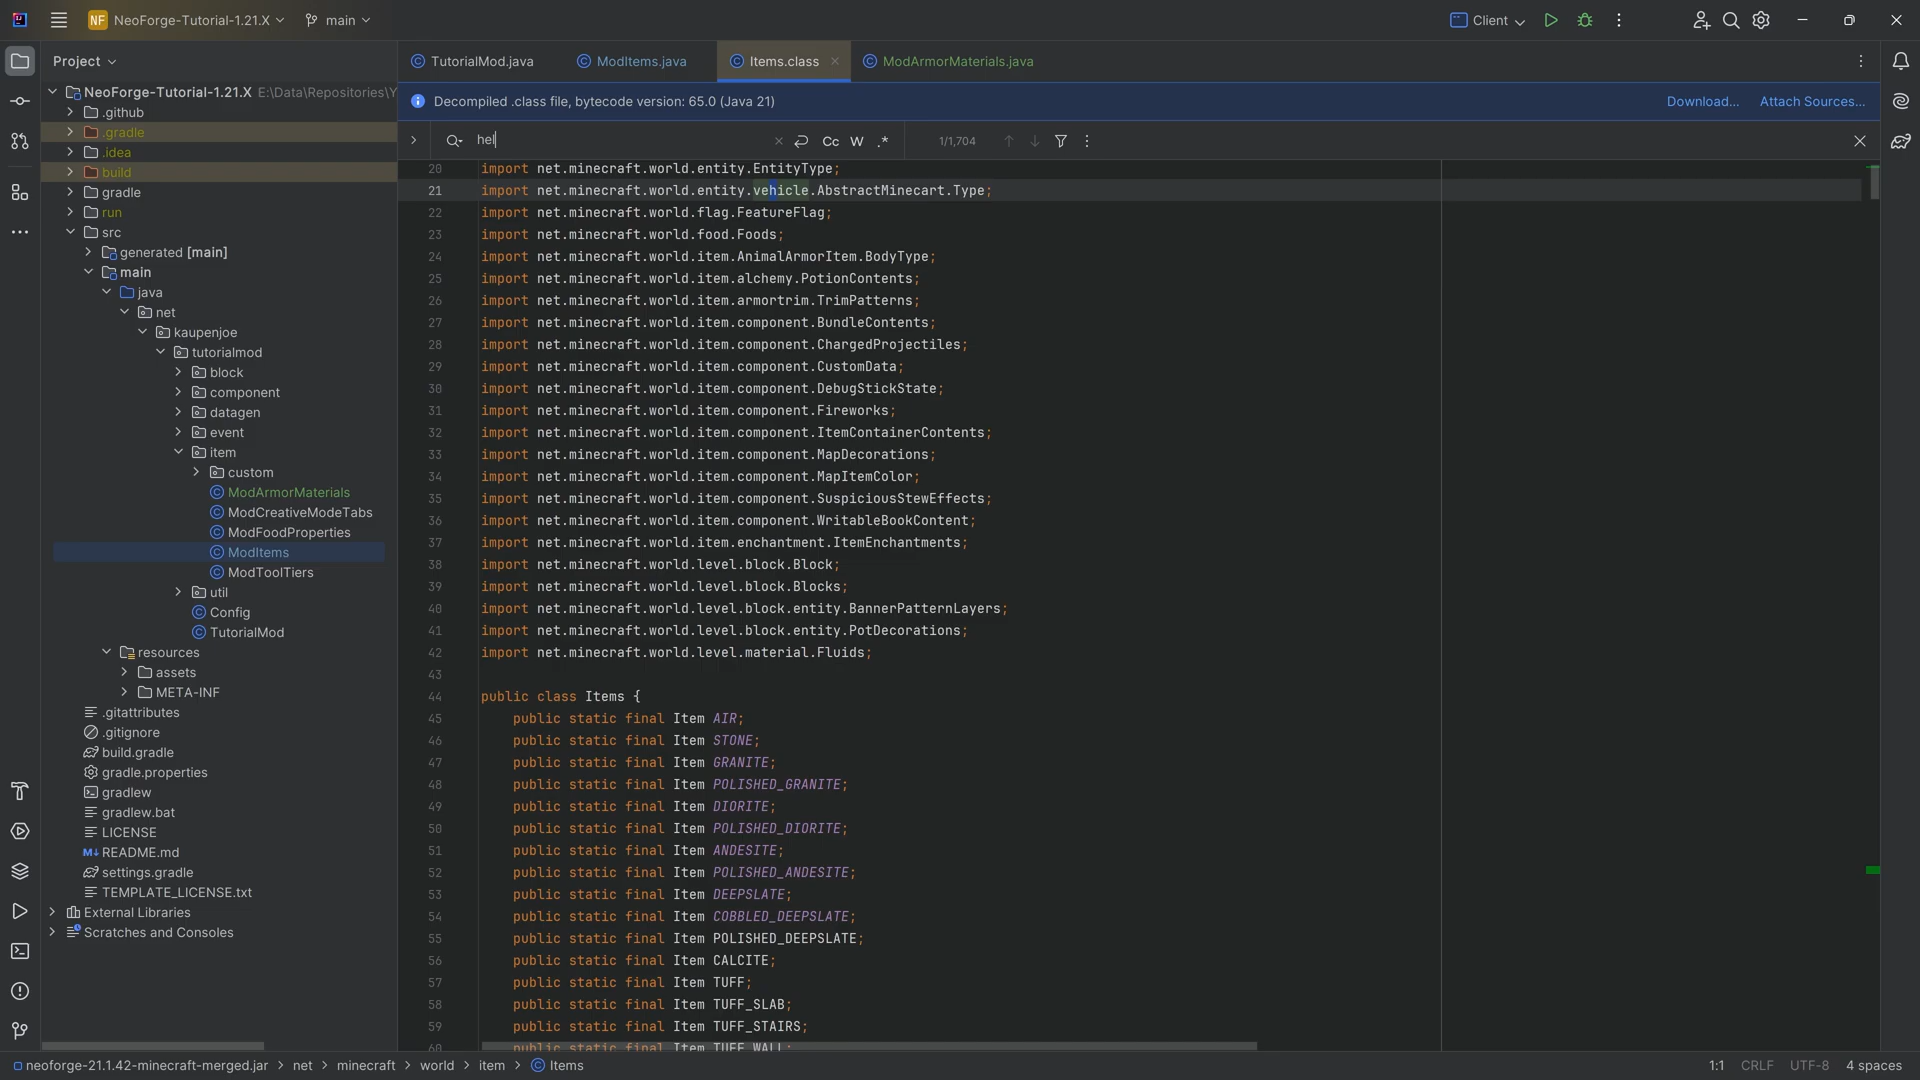 NF NeoForge-Tutorial-1.21.X main Client
Project
TutorialMod.java ModItems.java Items.class ModArmorMaterials.java
NeoForge-Tutorial-1.21.X E:\Data\Repositories\Y
.github
.gradle
.idea
build
gradle
run
src
generated [main]
main
java
net
kaupenjoe
tutorialmod
block
component
datagen
event
item
custom
ModArmorMaterials
ModCreativeModeTabs
ModFoodProperties
ModItems
ModToolTiers
util
Config
TutorialMod
resources
assets
META-INF
.gitattributes
.gitignore
build.gradle
gradle.properties
gradlew
gradlew.bat
LICENSE
M↓ README.md
settings.gradle
TEMPLATE_LICENSE.txt
External Libraries
Scratches and Consoles
Decompiled .class file, bytecode version: 65.0 (Java 21) Download... Attach Sources...
hel Cc W .* 1/1,704
20 import net.minecraft.world.entity.EntityType;
21 import net.minecraft.world.entity.vehicle.AbstractMinecart.Type;
22 import net.minecraft.world.flag.FeatureFlag;
23 import net.minecraft.world.food.Foods;
24 import net.minecraft.world.item.AnimalArmorItem.BodyType;
25 import net.minecraft.world.item.alchemy.PotionContents;
26 import net.minecraft.world.item.armortrim.TrimPatterns;
27 import net.minecraft.world.item.component.BundleContents;
28 import net.minecraft.world.item.component.ChargedProjectiles;
29 import net.minecraft.world.item.component.CustomData;
30 import net.minecraft.world.item.component.DebugStickState;
31 import net.minecraft.world.item.component.Fireworks;
32 import net.minecraft.world.item.component.ItemContainerContents;
33 import net.minecraft.world.item.component.MapDecorations;
34 import net.minecraft.world.item.component.MapItemColor;
35 import net.minecraft.world.item.component.SuspiciousStewEffects;
36 import net.minecraft.world.item.component.WritableBookContent;
37 import net.minecraft.world.item.enchantment.ItemEnchantments;
38 import net.minecraft.world.level.block.Block;
39 import net.minecraft.world.level.block.Blocks;
40 import net.minecraft.world.level.block.entity.BannerPatternLayers;
41 import net.minecraft.world.level.block.entity.PotDecorations;
42 import net.minecraft.world.level.material.Fluids;
43
44 public class Items {
45 public static final Item AIR;
46 public static final Item STONE;
47 public static final Item GRANITE;
48 public static final Item POLISHED_GRANITE;
49 public static final Item DIORITE;
50 public static final Item POLISHED_DIORITE;
51 public static final Item ANDESITE;
52 public static final Item POLISHED_ANDESITE;
53 public static final Item DEEPSLATE;
54 public static final Item COBBLED_DEEPSLATE;
55 public static final Item POLISHED_DEEPSLATE;
56 public static final Item CALCITE;
57 public static final Item TUFF;
58 public static final Item TUFF_SLAB;
59 public static final Item TUFF_STAIRS;
60 public static final Item TUFF_WALL;
neoforge-21.1.42-minecraft-merged.jar > net > minecraft > world > item > Items 1:1 CRLF UTF-8 4 spaces